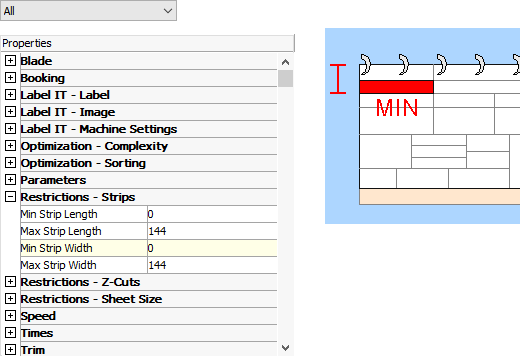 All
Properties
Blade
Booking
Label IT - Label
Label IT - Image
Label IT - Machine Settings
Optimization - Complexity
Optimization - Sorting
Parameters
Restrictions - Strips
Min Strip Length 0
Max Strip Length 144
Min Strip Width 0
Max Strip Width 144
Restrictions - Z-Cuts
Restrictions - Sheet Size
Speed
Times
Trim
MIN